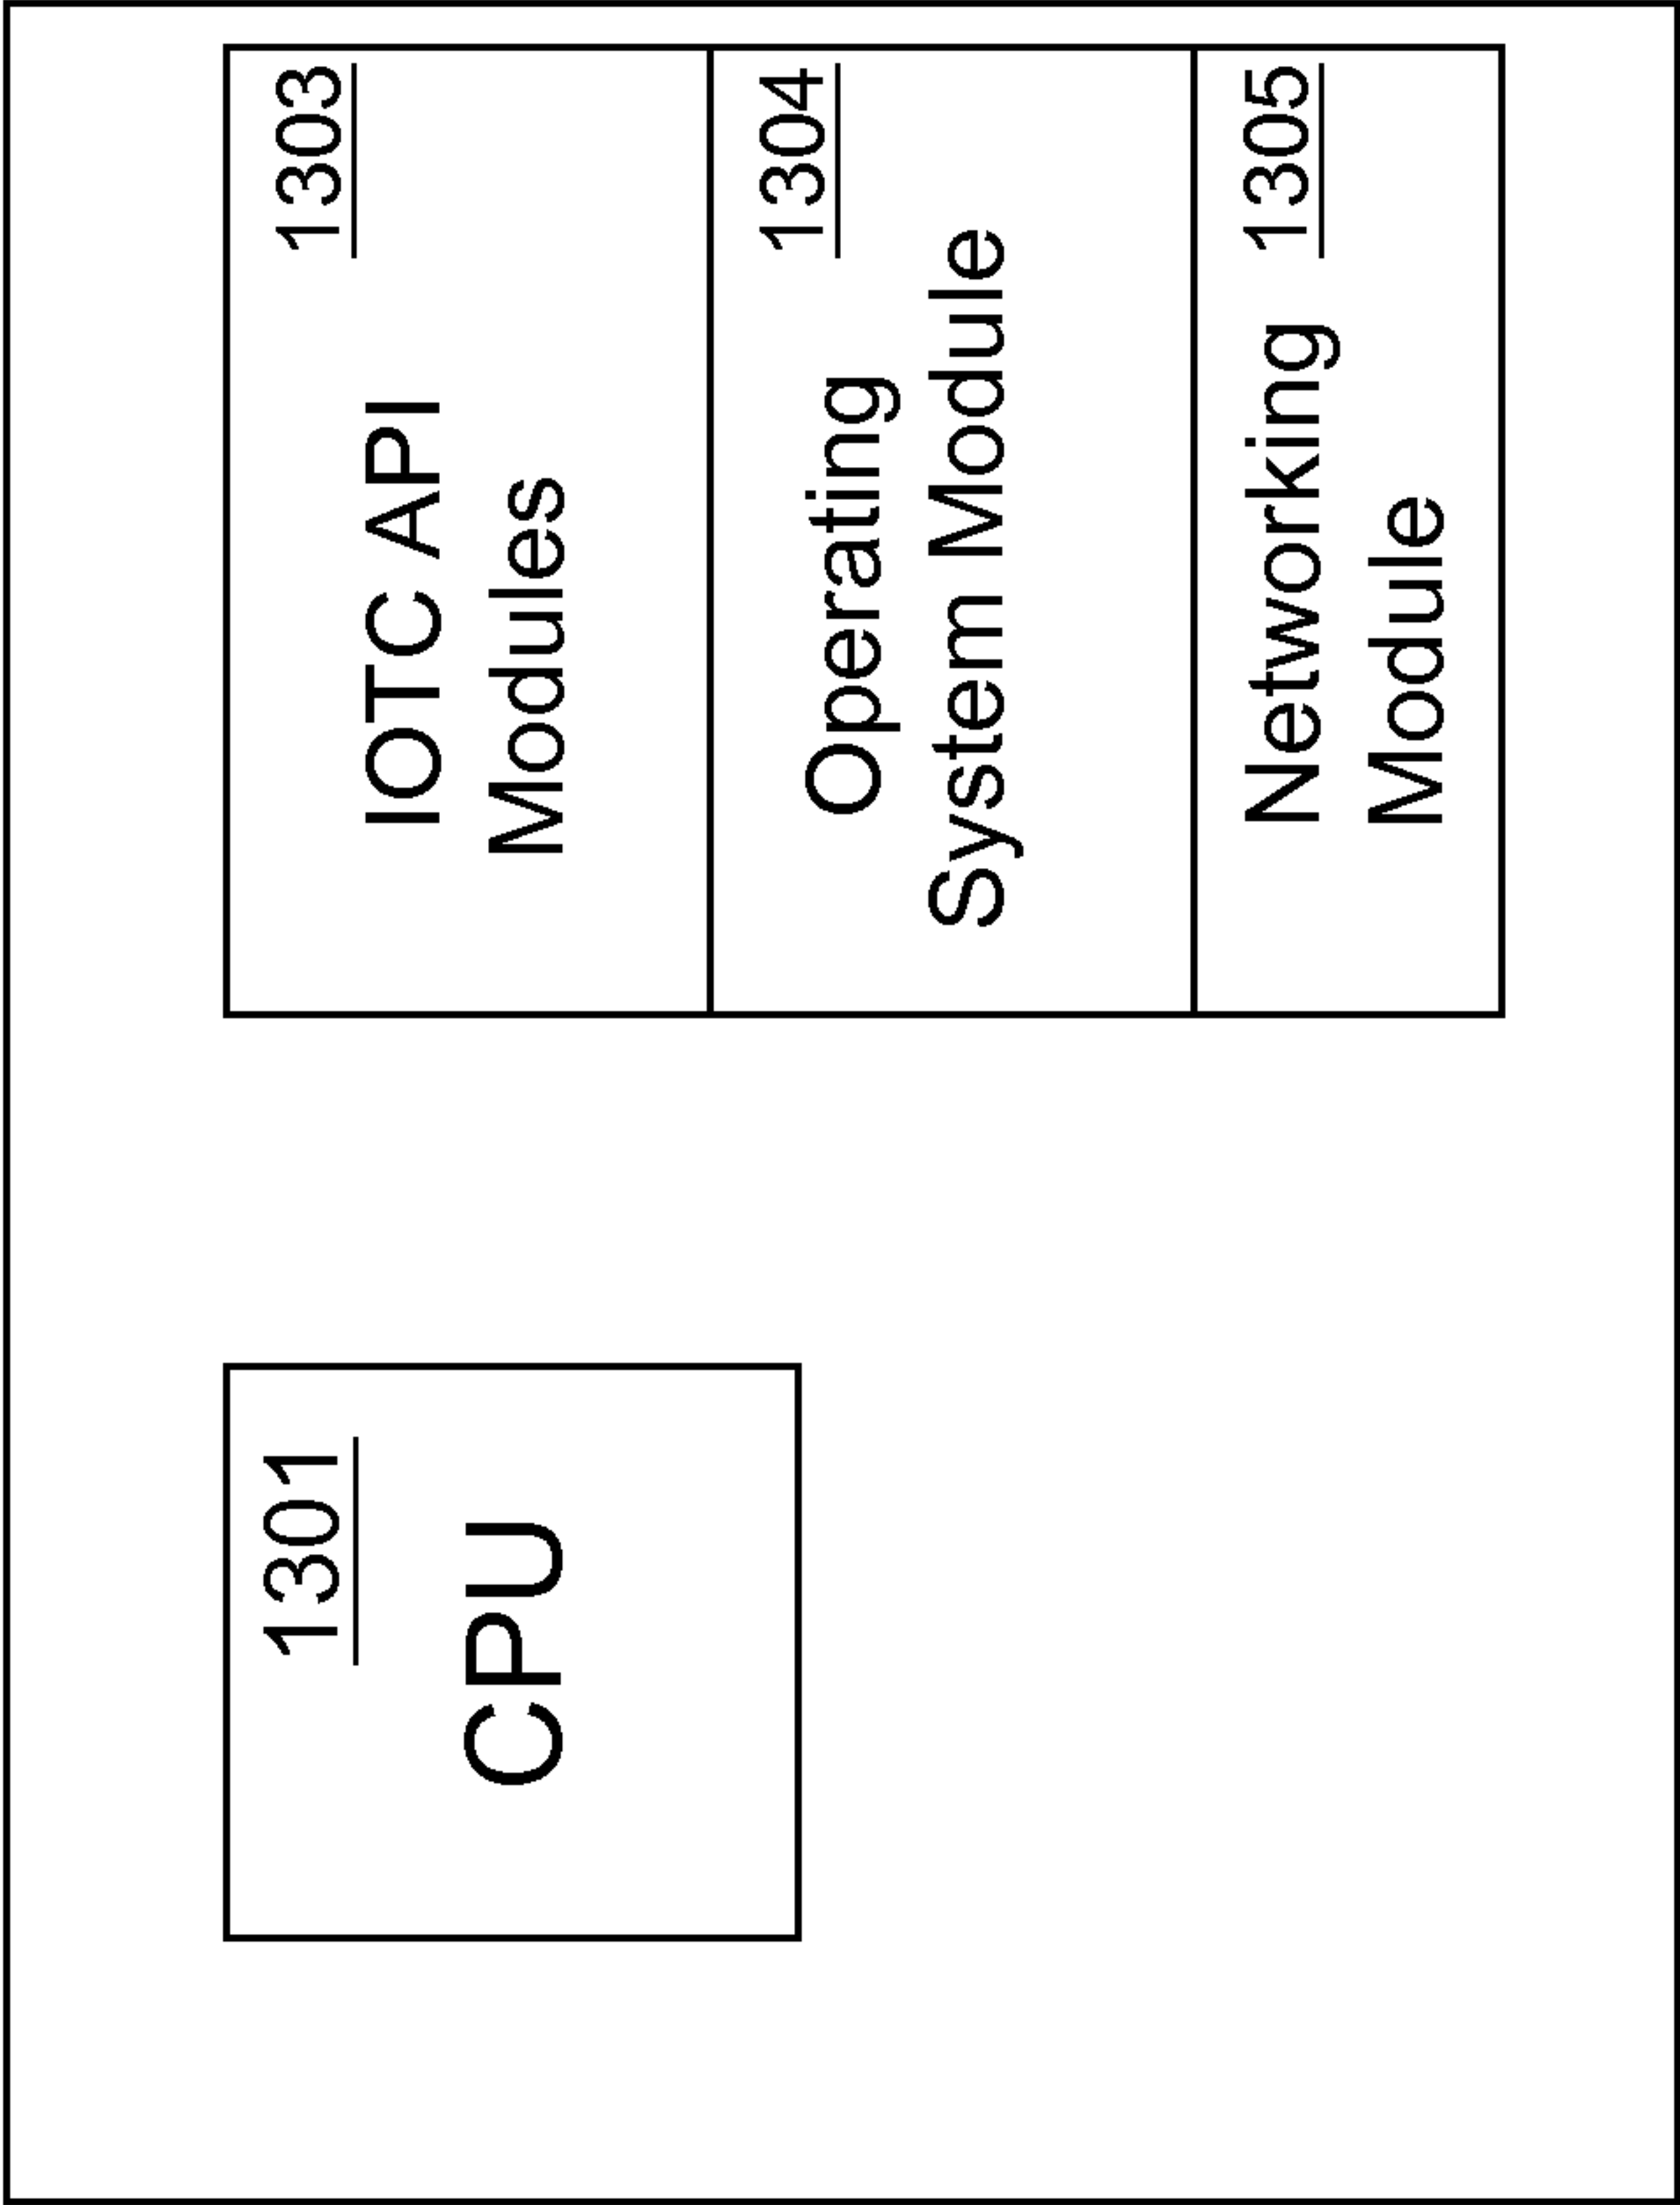 1301
CPU
1303
IOTC API
Modules
1304
Operating
System Module
1305
Networking
Module